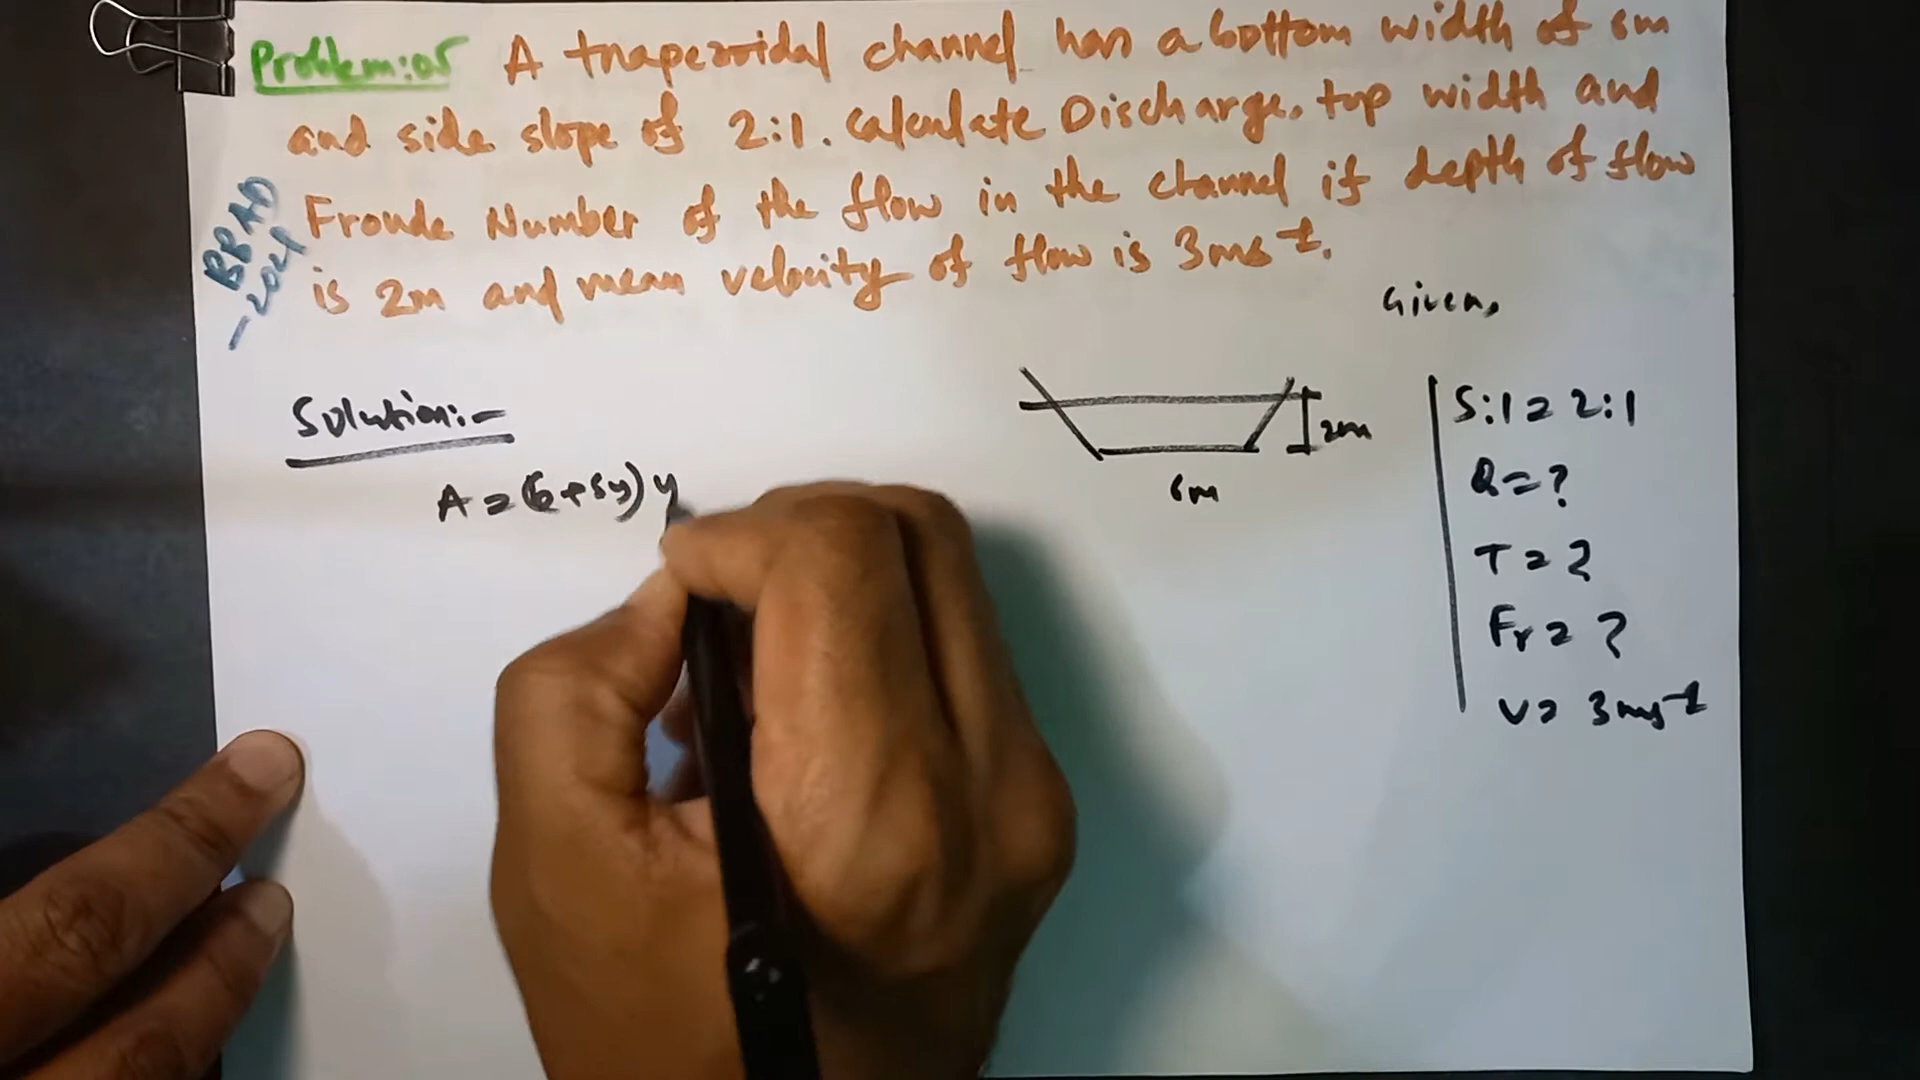 Problem:05 A trapezoidal channel has a bottom width of 6m
and side slope of 2:1. Calculate Discharge, top width and
Froude Number of the flow in the channel if depth of flow
is 2m and mean velocity of flow is 3ms⁻¹.
BBAD
-2021
Given,
Solution:-
A = (b+sy)y
2m
6m
S:1 = 2:1
Q = ?
T = ?
Fr = ?
V = 3ms⁻¹